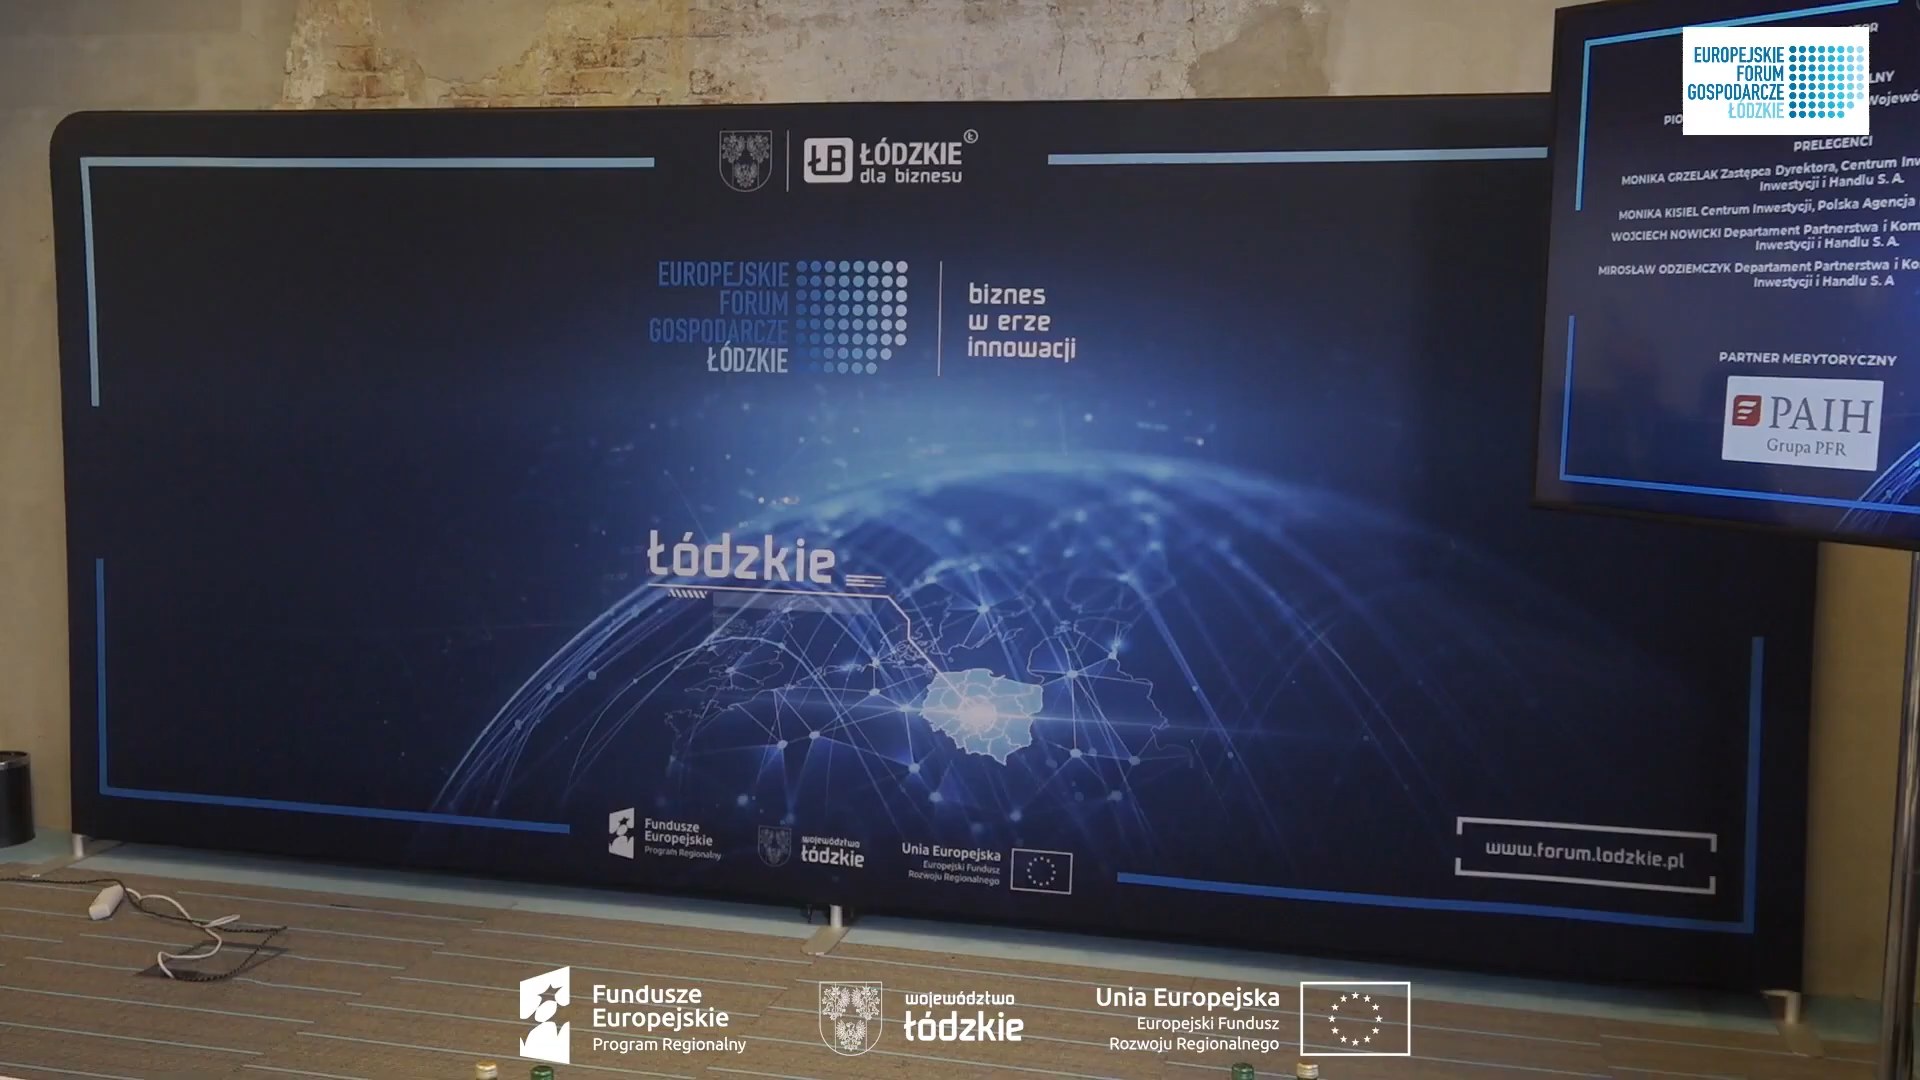 ŁB ŁÓDZKIE
dla biznesu
EUROPEJSKIE
FORUM
GOSPODARCZE
ŁÓDZKIE
biznes
w erze
innowacji
Łódzkie
Fundusze
Europejskie
Program Regionalny
województwo
łódzkie
Unia Europejska
Europejski Fundusz
Rozwoju Regionalnego
www.forum.lodzkie.pl
EUROPEJSKIE
FORUM
GOSPODARCZE
ŁÓDZKIE
PRELEGENCI
MONIKA GRZELAK Zastępca Dyrektora, Centrum
Inwestycji i Handlu S. A.
MONIKA KISIEL Centrum Inwestycji, Polska Agencja
WOJCIECH NOWICKI Departament Partnerstwa i
Inwestycji i Handlu S. A.
MIROSŁAW ODZIEMCZYK Departament Partnerstwa i
Inwestycji i Handlu S. A
PARTNER MERYTORYCZNY
PAIH
Grupa PFR
Fundusze
Europejskie
Program Regionalny
województwo
łódzkie
Unia Europejska
Europejski Fundusz
Rozwoju Regionalnego